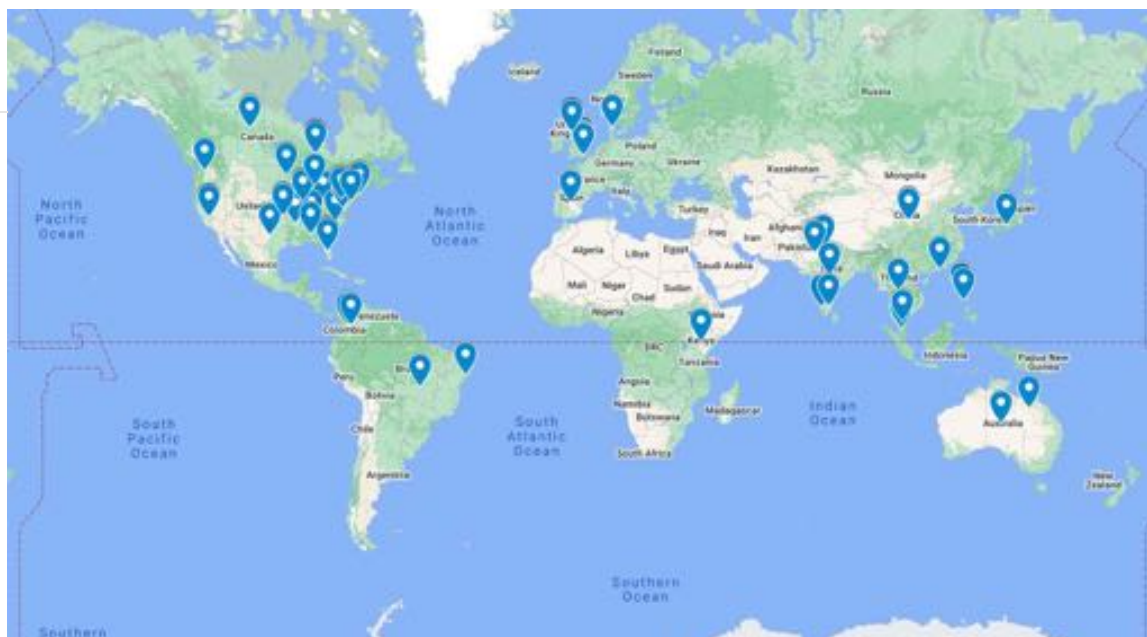 Iceland
Finland
Sweden
Russia
Canada
Poland
Germany
Ukraine
Kazakhstan
Mongolia
North
Pacific
Ocean
North
Atlantic
Ocean
Italy
Turkey
South Korea
China
Iraq
Iran
Algeria
Libya
Egypt
Saudi Arabia
Mexico
Mali
Niger
Chad
Sudan
Nigeria
Colombia
Kenya
DRC
Indonesia
Papua New
Guinea
Tanzania
Peru
Bolivia
Angola
Namibia
Botswana
Madagascar
Indian
Ocean
South
Pacific
Ocean
South
Atlantic
Ocean
Chile
Australia
South Africa
Argentina
New
Zealand
Southern
Ocean
Southern